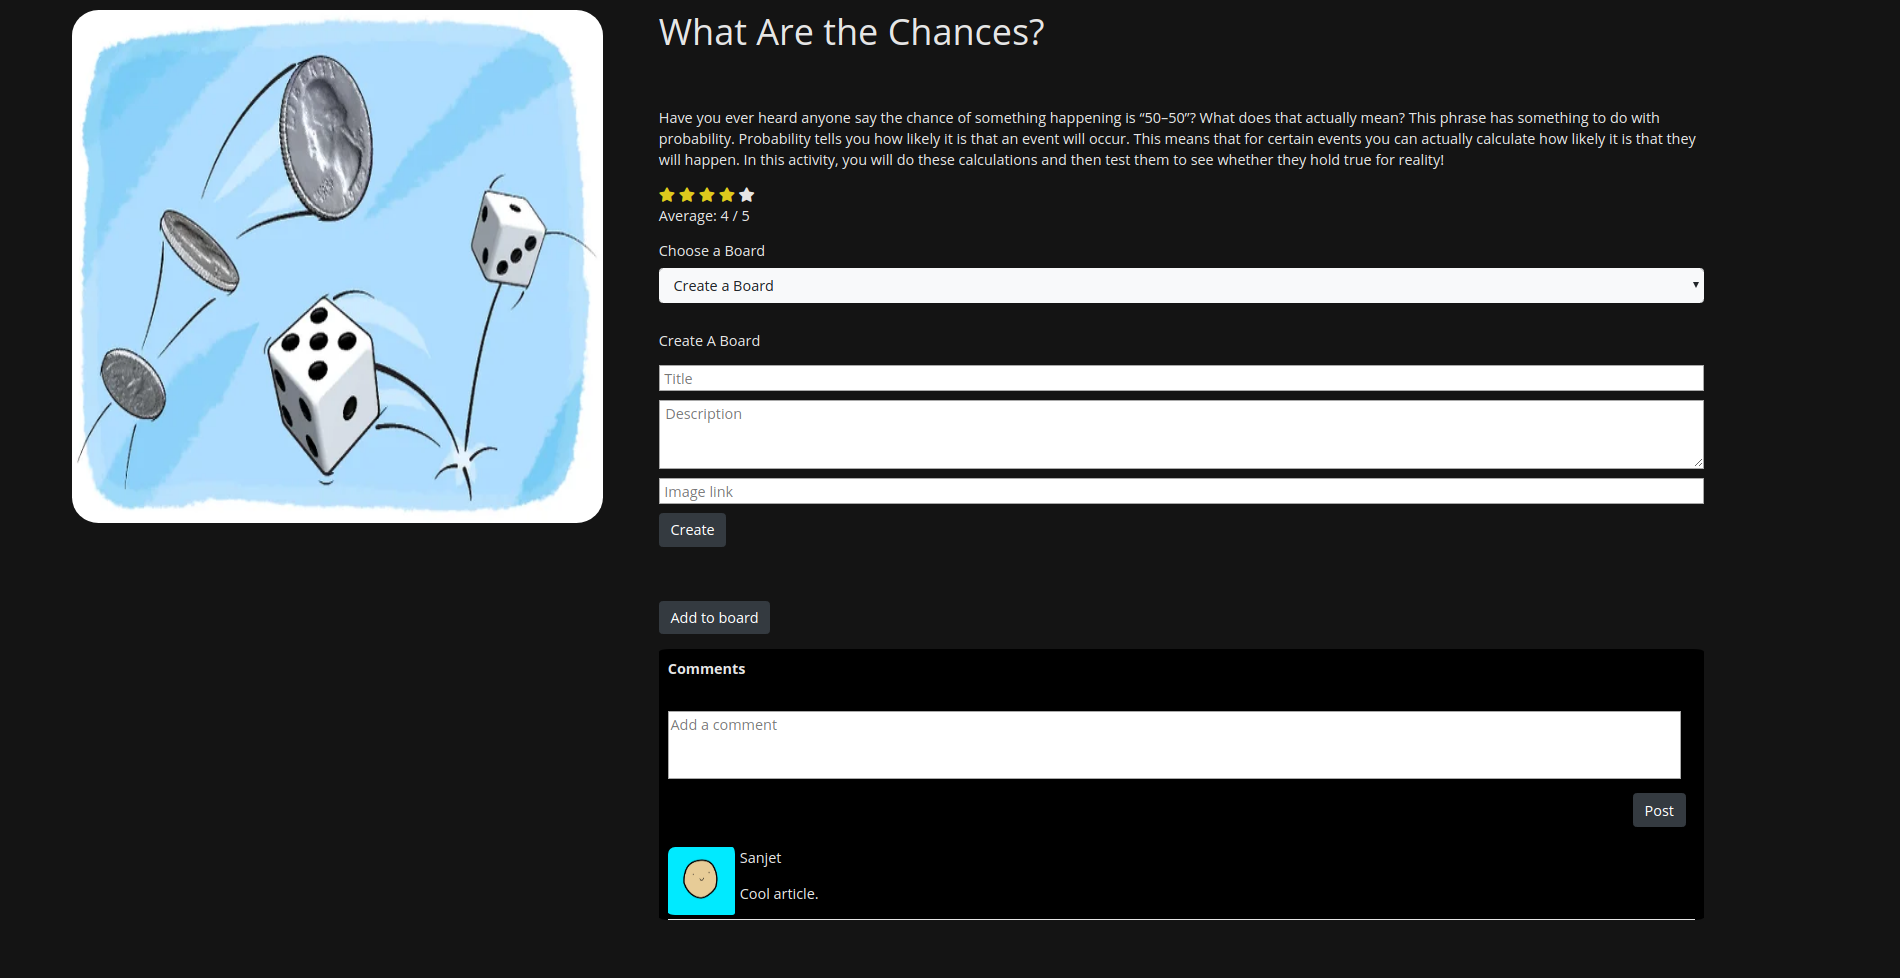 What Are the Chances?
Have you ever heard anyone say the chance of something happening is “50–50”? What does that actually mean? This phrase has something to do with
probability. Probability tells you how likely it is that an event will occur. This means that for certain events you can actually calculate how likely it is that they
will happen. In this activity, you will do these calculations and then test them to see whether they hold true for reality!
Average: 4 / 5
Choose a Board
Create a Board
Create A Board
Title
Description
Image link
Create
Add to board
Comments
Add a comment
Post
Sanjet
Cool article.